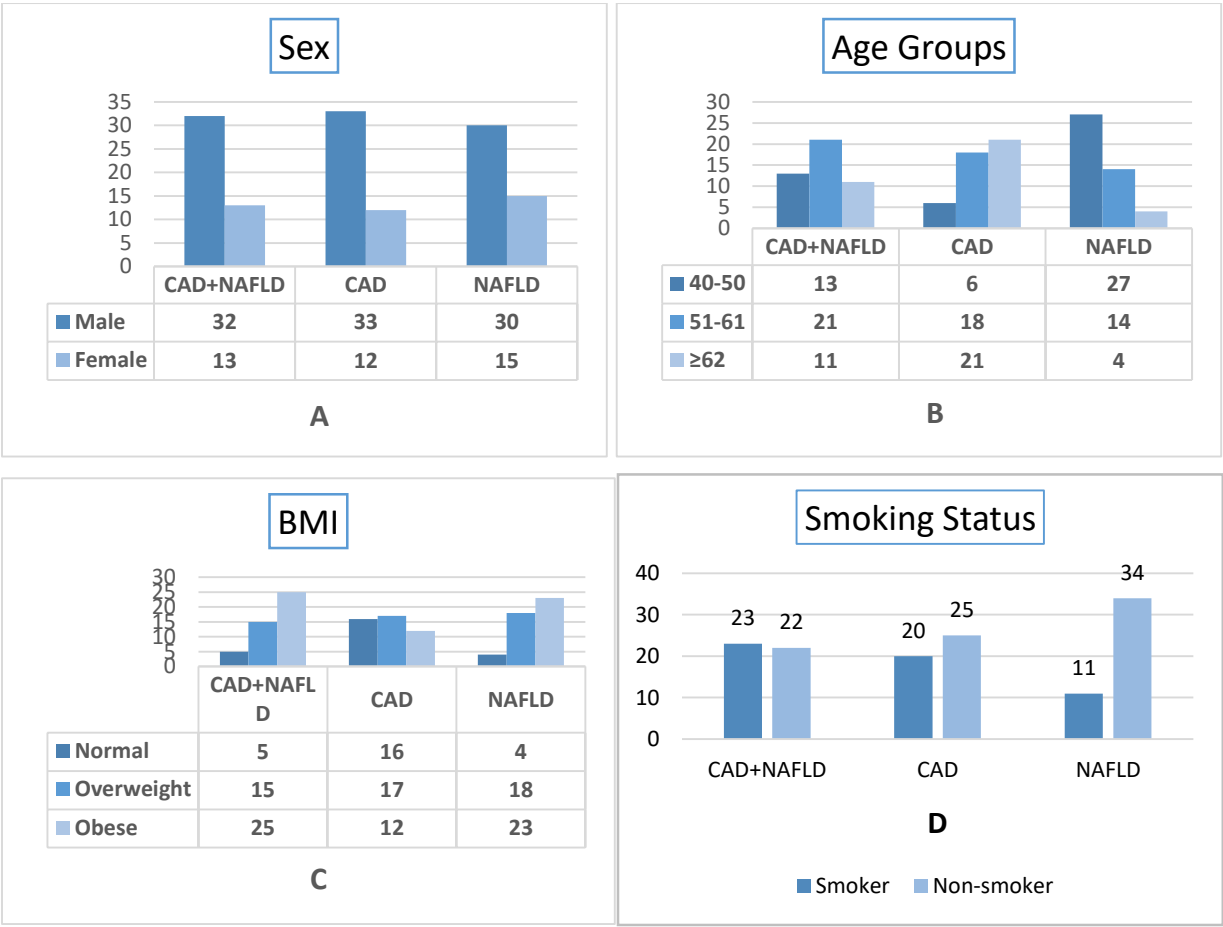 Sex
35
30
25
20
15
10
5
0
CAD+NAFLD CAD NAFLD
Male 32 33 30
Female 13 12 15
A
Age Groups
30
25
20
15
10
5
0
CAD+NAFLD CAD NAFLD
40-50 13 6 27
51-61 21 18 14
≥62 11 21 4
B
BMI
30
25
20
15
10
5
0
CAD+NAFL
D
CAD NAFLD
Normal 5 16 4
Overweight 15 17 18
Obese 25 12 23
C
Smoking Status
40
30
20
10
0
23 22 20 25 11 34
CAD+NAFLD CAD NAFLD
D
Smoker Non-smoker